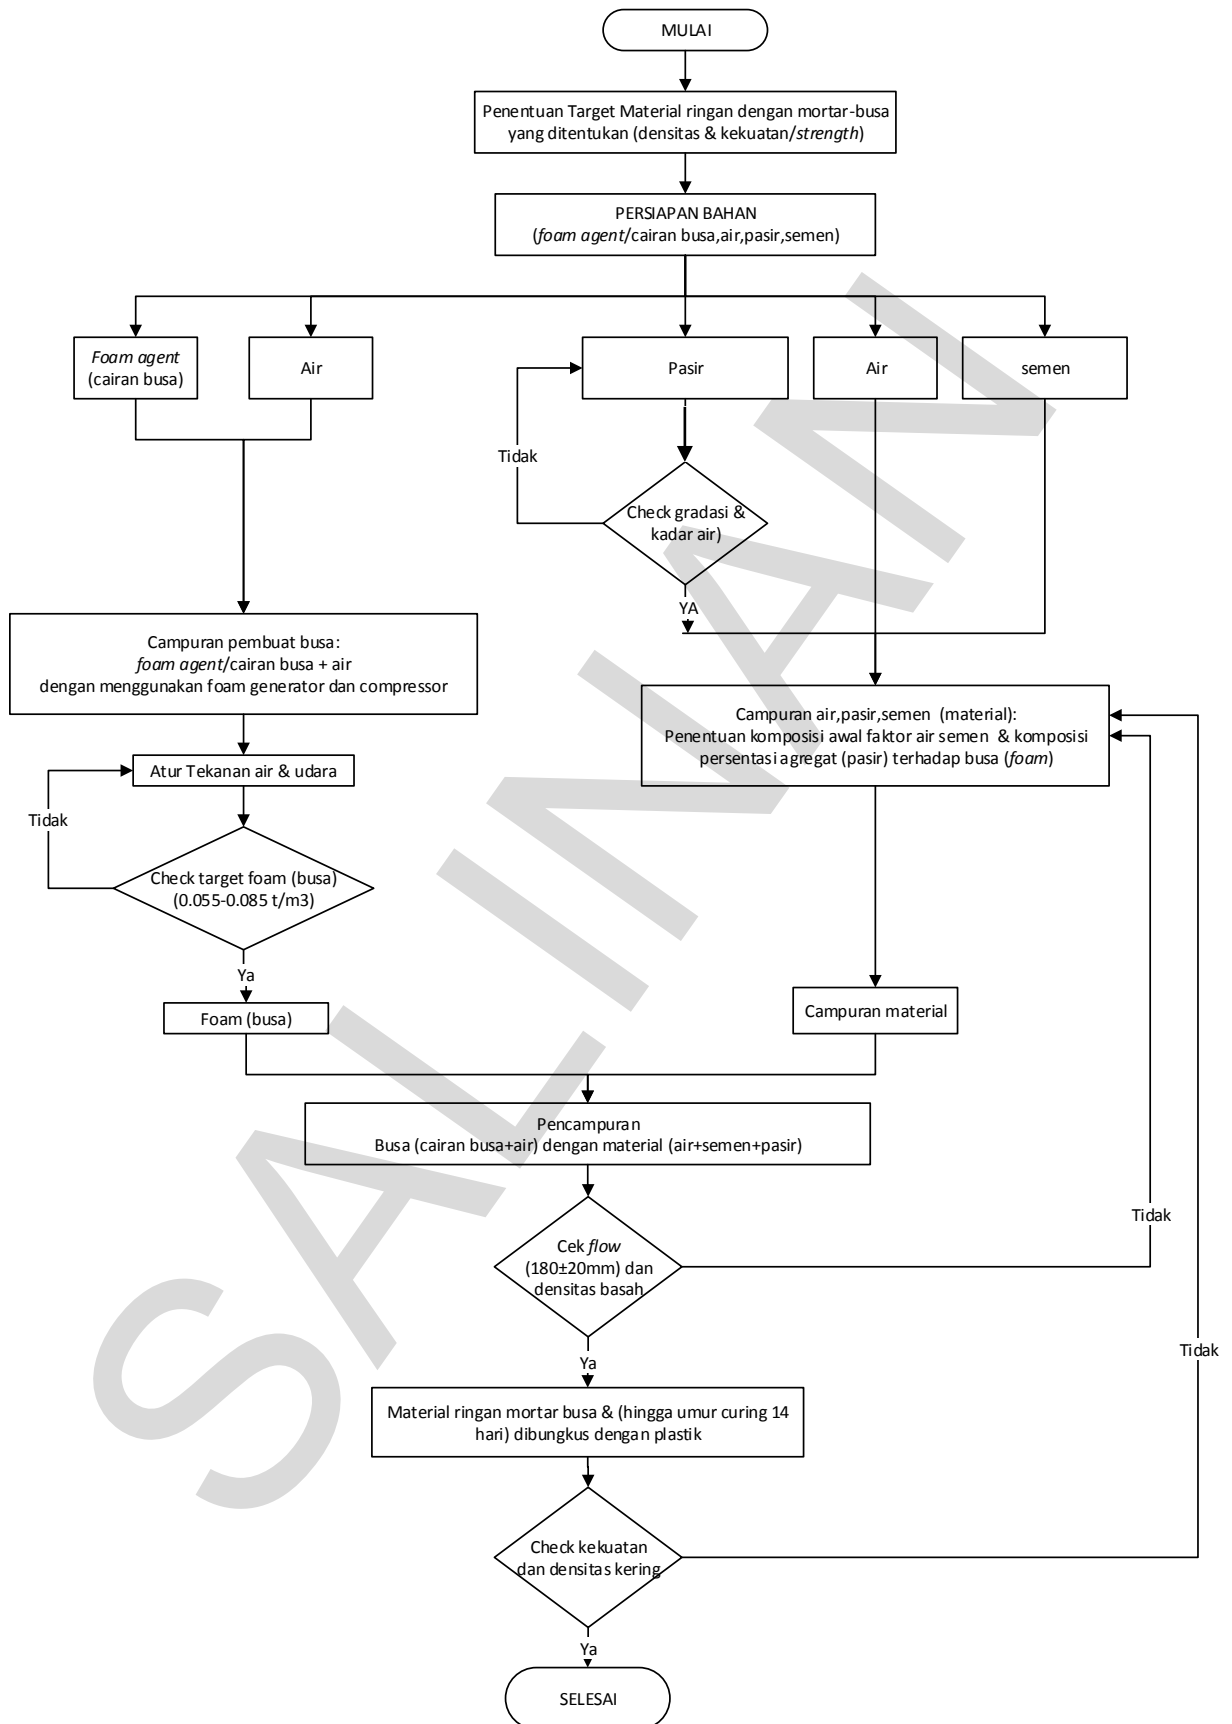 MULAI
Penentuan Target Material ringan dengan mortar-busa
yang ditentukan (densitas & kekuatan/strength)
PERSIAPAN BAHAN
(foam agent/cairan busa,air,pasir,semen)
Foam agent
(cairan busa)
Air
Pasir
Air
semen
Tidak
Check gradasi &
kadar air)
YA
Campuran pembuat busa:
foam agent/cairan busa + air
dengan menggunakan foam generator dan compressor
Campuran air,pasir,semen (material):
Penentuan komposisi awal faktor air semen & komposisi
persentasi agregat (pasir) terhadap busa (foam)
Atur Tekanan air & udara
Tidak
Check target foam (busa)
(0.055-0.085 t/m3)
Ya
Foam (busa)
Campuran material
Pencampuran
Busa (cairan busa+air) dengan material (air+semen+pasir)
Tidak
Cek flow
(180±20mm) dan
densitas basah
Ya
Tidak
Material ringan mortar busa & (hingga umur curing 14
hari) dibungkus dengan plastik
Check kekuatan
dan densitas kering
Ya
SELESAI
SALINAN